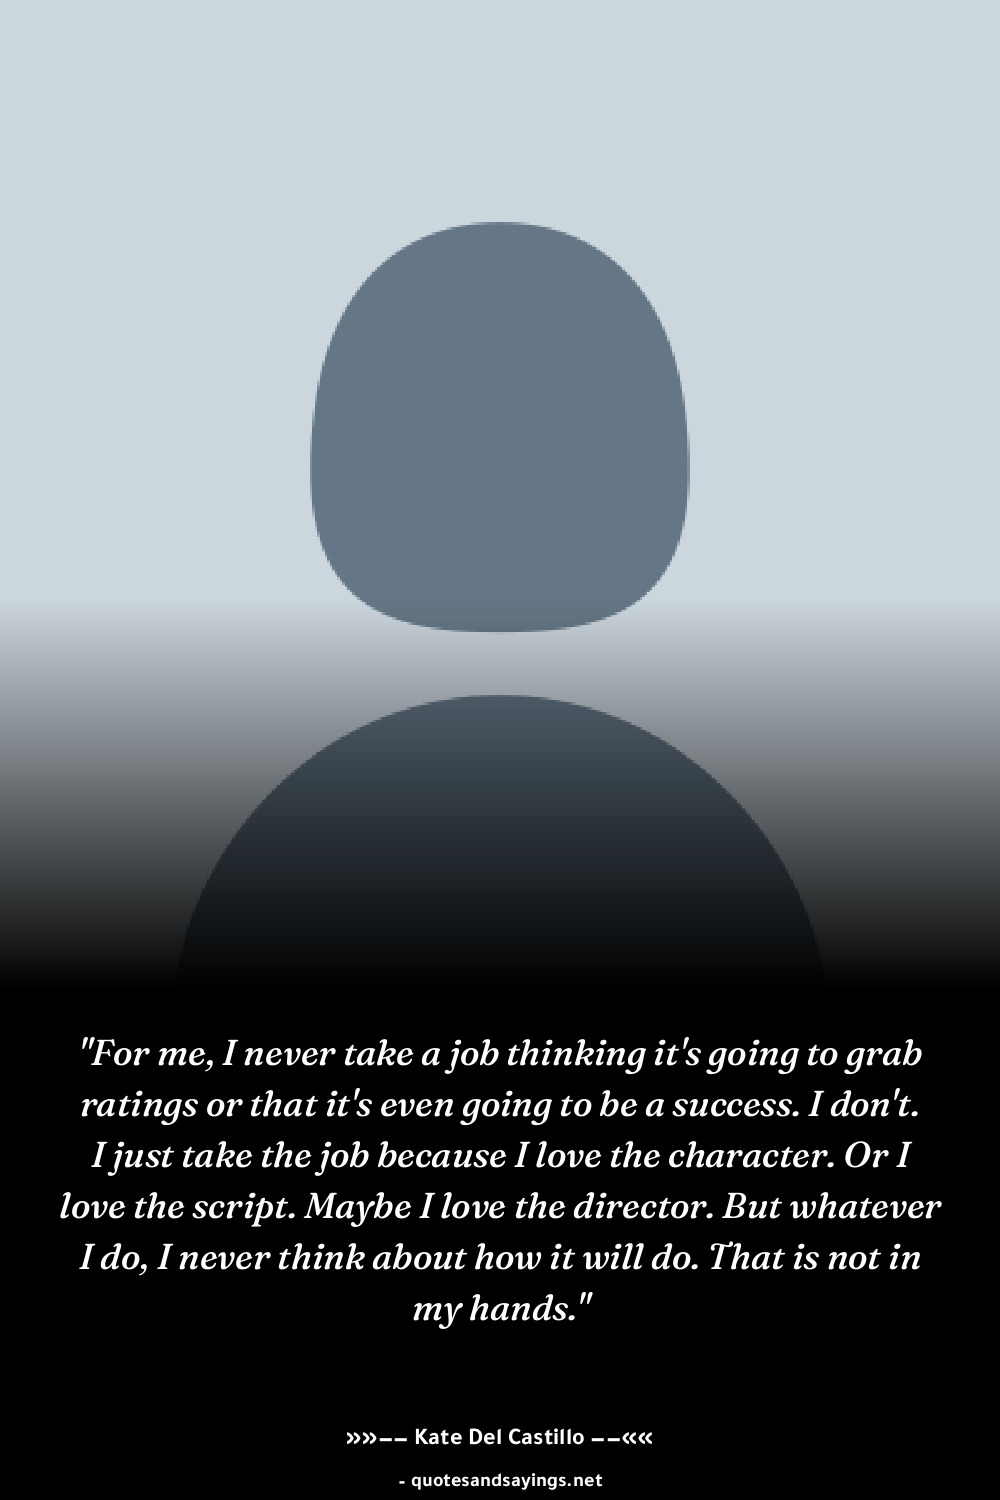 "For me, I never take a job thinking it's going to grab
ratings or that it's even going to be a success. I don't.
I just take the job because I love the character. Or I
love the script. Maybe I love the director. But whatever
I do, I never think about how it will do. That is not in
my hands."
»»−− Kate Del Castillo −−««
- quotesandsayings.net